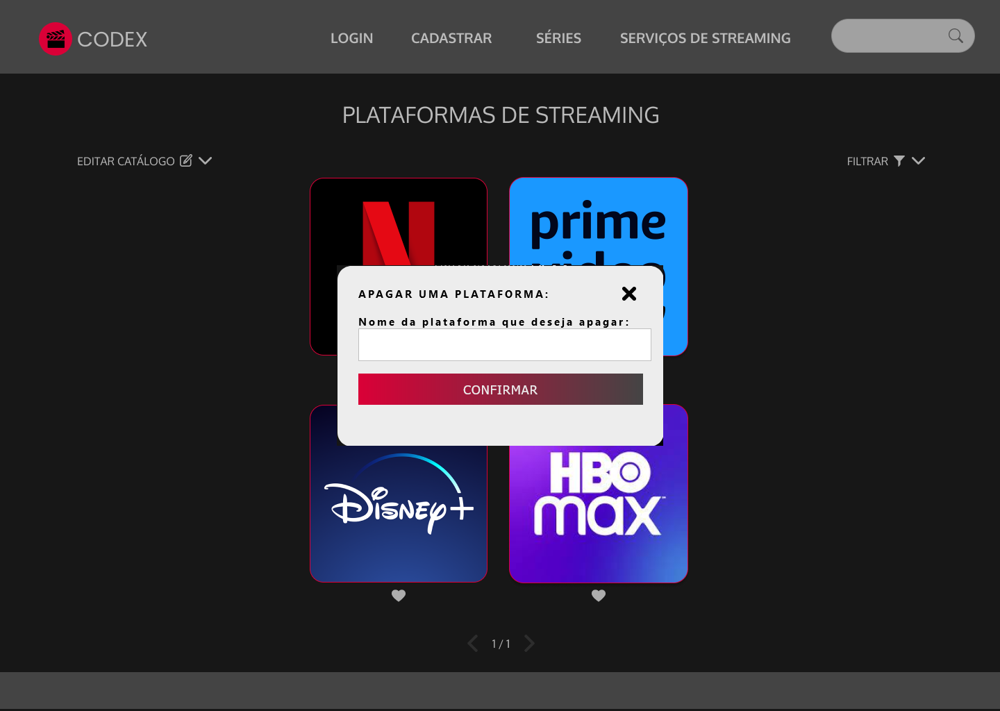 CODEX
LOGIN
CADASTRAR
SÉRIES
SERVIÇOS DE STREAMING
PLATAFORMAS DE STREAMING
EDITAR CATÁLOGO
FILTRAR
N
prime
APAGAR UMA PLATAFORMA:
Nome da plataforma que deseja apagar:
CONFIRMAR
Disney+
HBO
max™
1 / 1